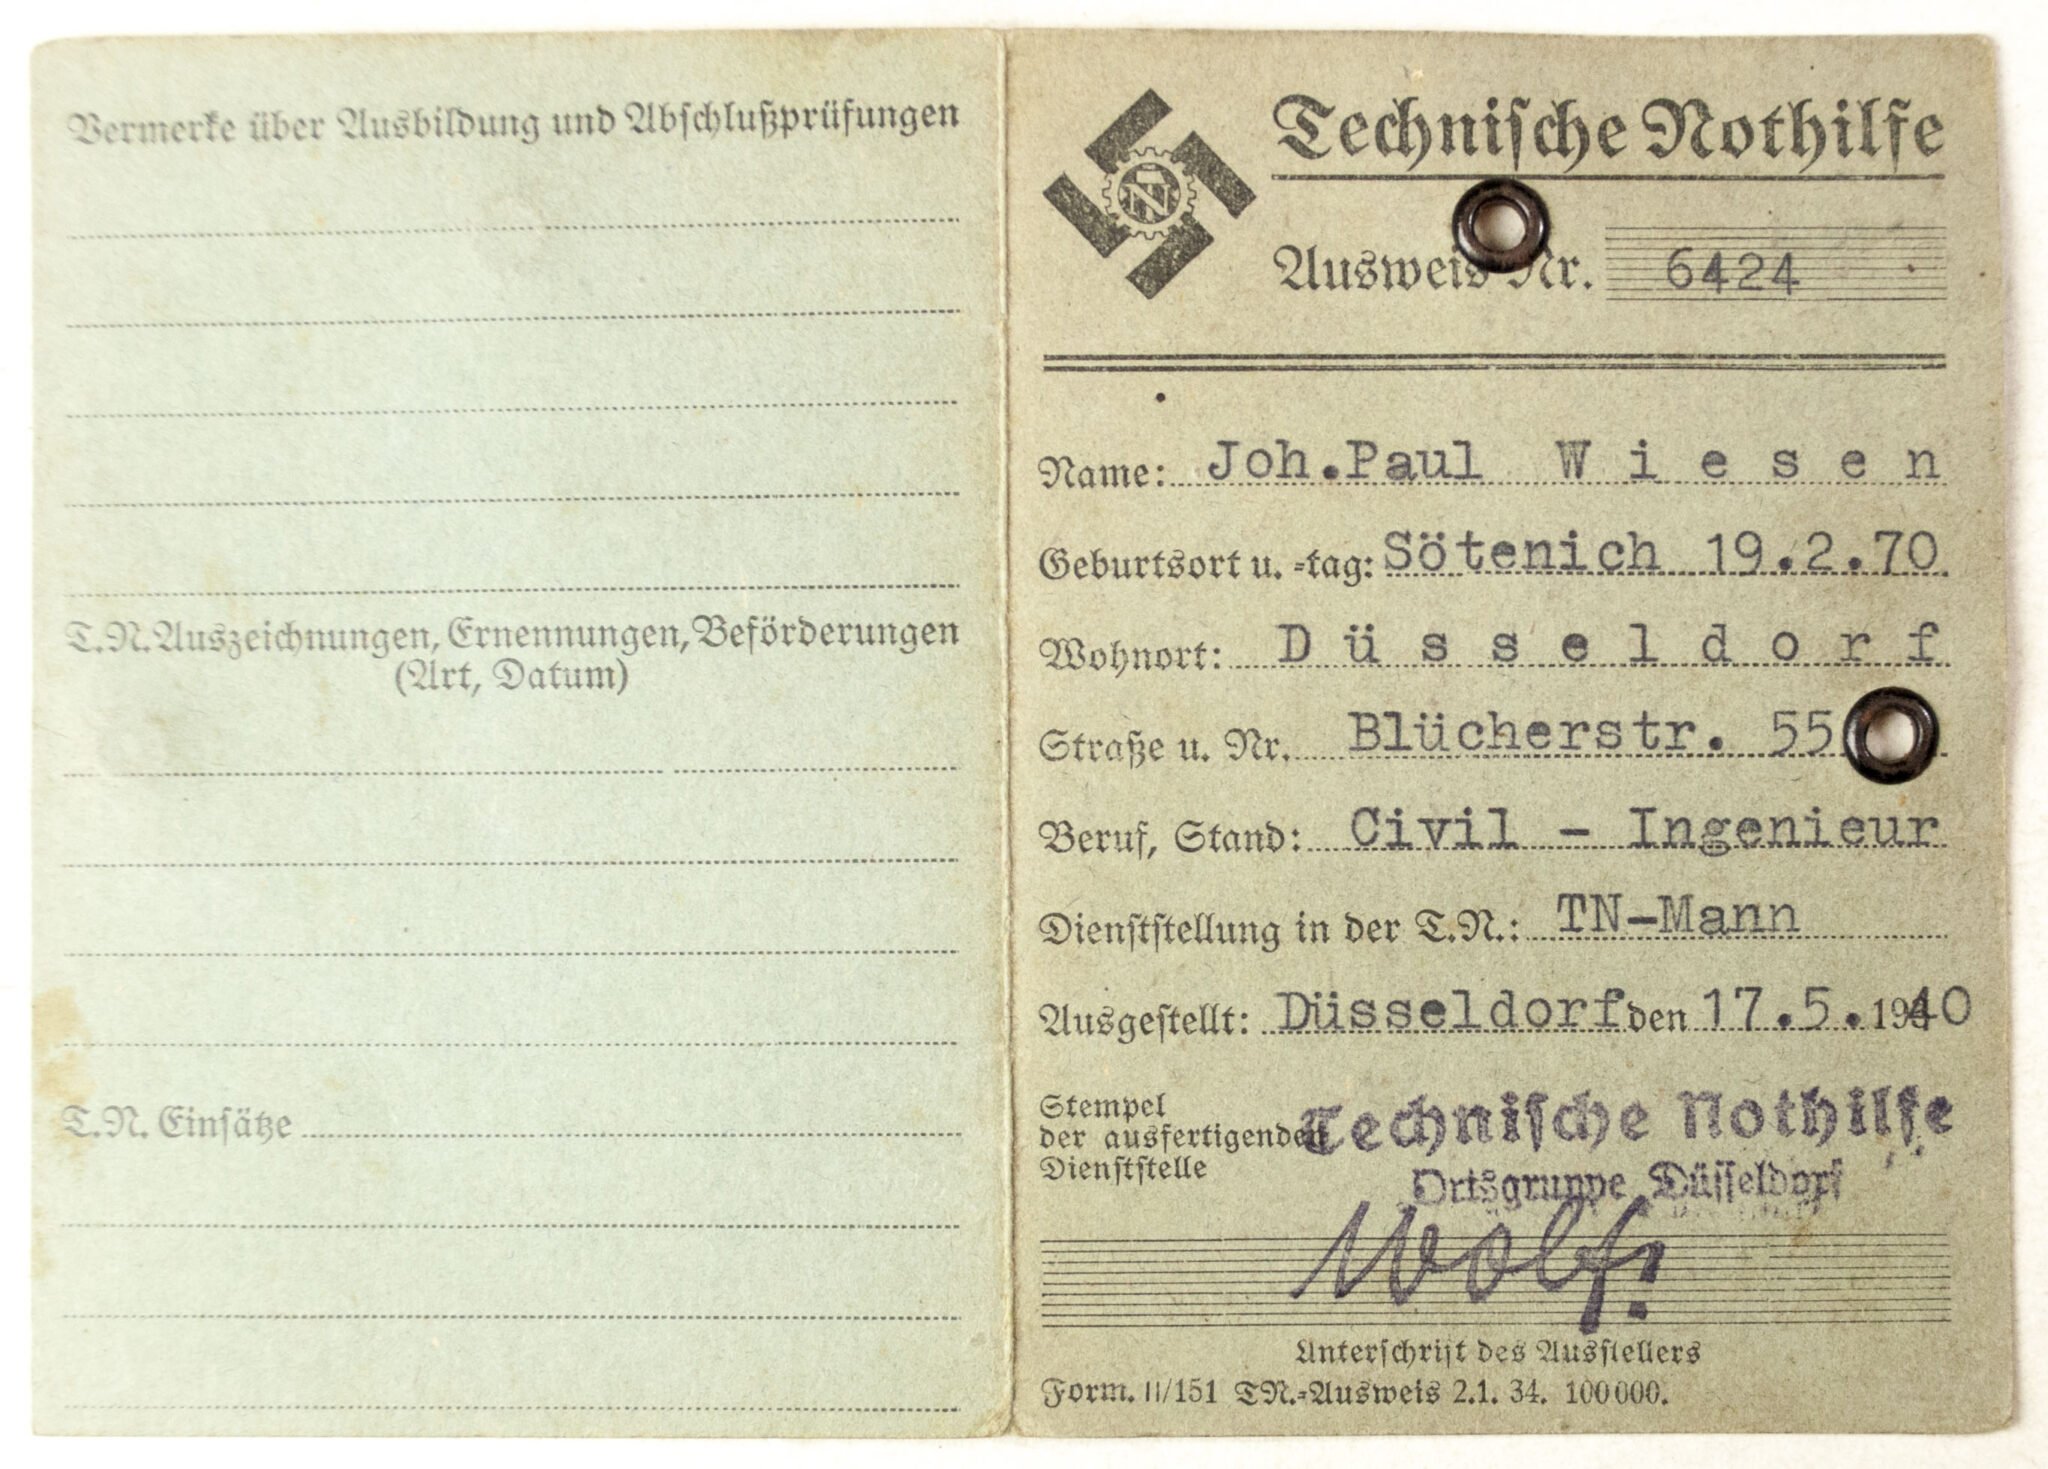 Vermerke über Ausbildung und Abschlußprüfungen
T.N. Auszeichnungen, Ernennungen, Beförderungen
(Art, Datum)
T.N. Einsätze
TN
Technische Nothilfe
Ausweis Nr. 6424
Name: Joh.Paul Wiesen
Geburtsort u. -tag: Sötenich 19.2.70
Wohnort: Düsseldorf
Straße u. Nr. Blücherstr. 55
Beruf, Stand: Civil - Ingenieur
Dienststellung in der T.N.: TN-Mann
Ausgestellt: Düsseldorf den 17.5.1940
Stempel
der ausfertigenden
Dienststelle
Technische Nothilfe
Ortsgruppe Düsseldorf
Wolf
Unterschrift des Ausstellers
Form. II/151 TN.-Ausweis 2.1. 34. 100000.